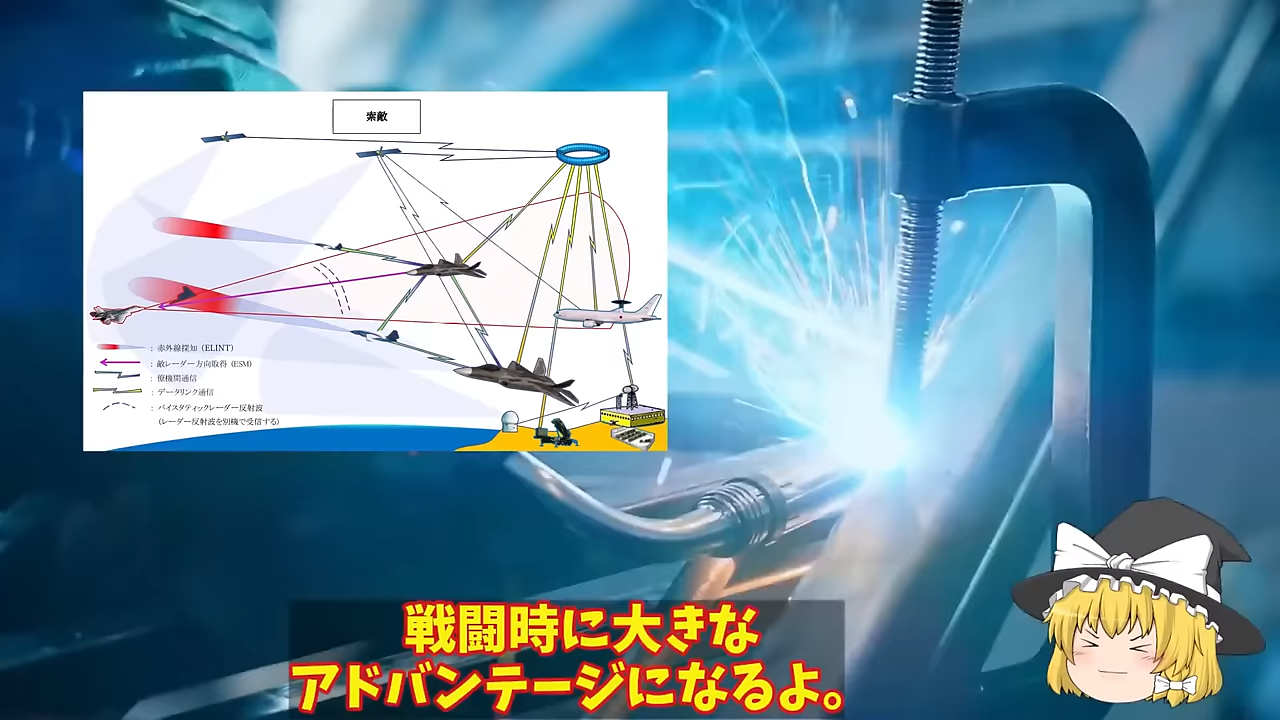 索敵
：赤外線探知（ELINT）
：敵レーダー方向取得（ESM）
：僚機間通信
：データリンク通信
：バイスタティックレーダー反射波
（レーダー反射波を別機で受信する）
戦闘時に大きな
アドバンテージになるよ。